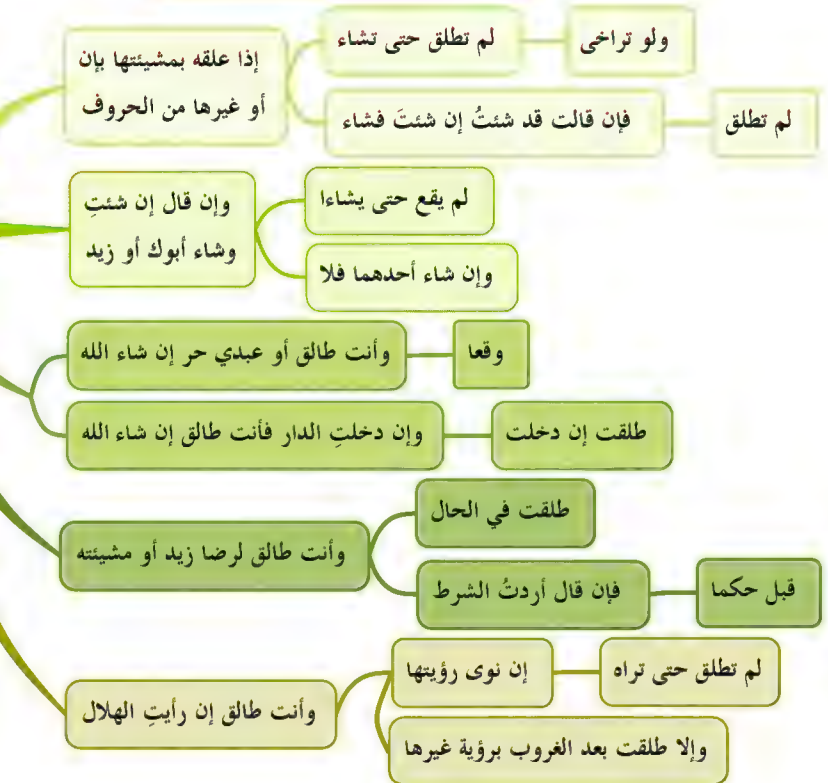 إذا علقه بمشيئتها بإن
أو غيرها من الحروف
لم تطلق حتى تشاء
ولو تراخى
فإن قالت قد شئتُ إن شئتَ فشاء
لم تطلق
وإن قال إن شئتِ
وشاء أبوك أو زيد
لم يقع حتى يشاءا
وإن شاء أحدهما فلا
وأنت طالق أو عبدي حر إن شاء الله
وقعا
وإن دخلتِ الدار فأنت طالق إن شاء الله
طلقت إن دخلت
وأنت طالق لرضا زيد أو مشيئته
طلقت في الحال
فإن قال أردتُ الشرط
قبل حكما
وأنت طالق إن رأيتِ الهلال
إن نوى رؤيتها
لم تطلق حتى تراه
وإلا طلقت بعد الغروب برؤية غيرها